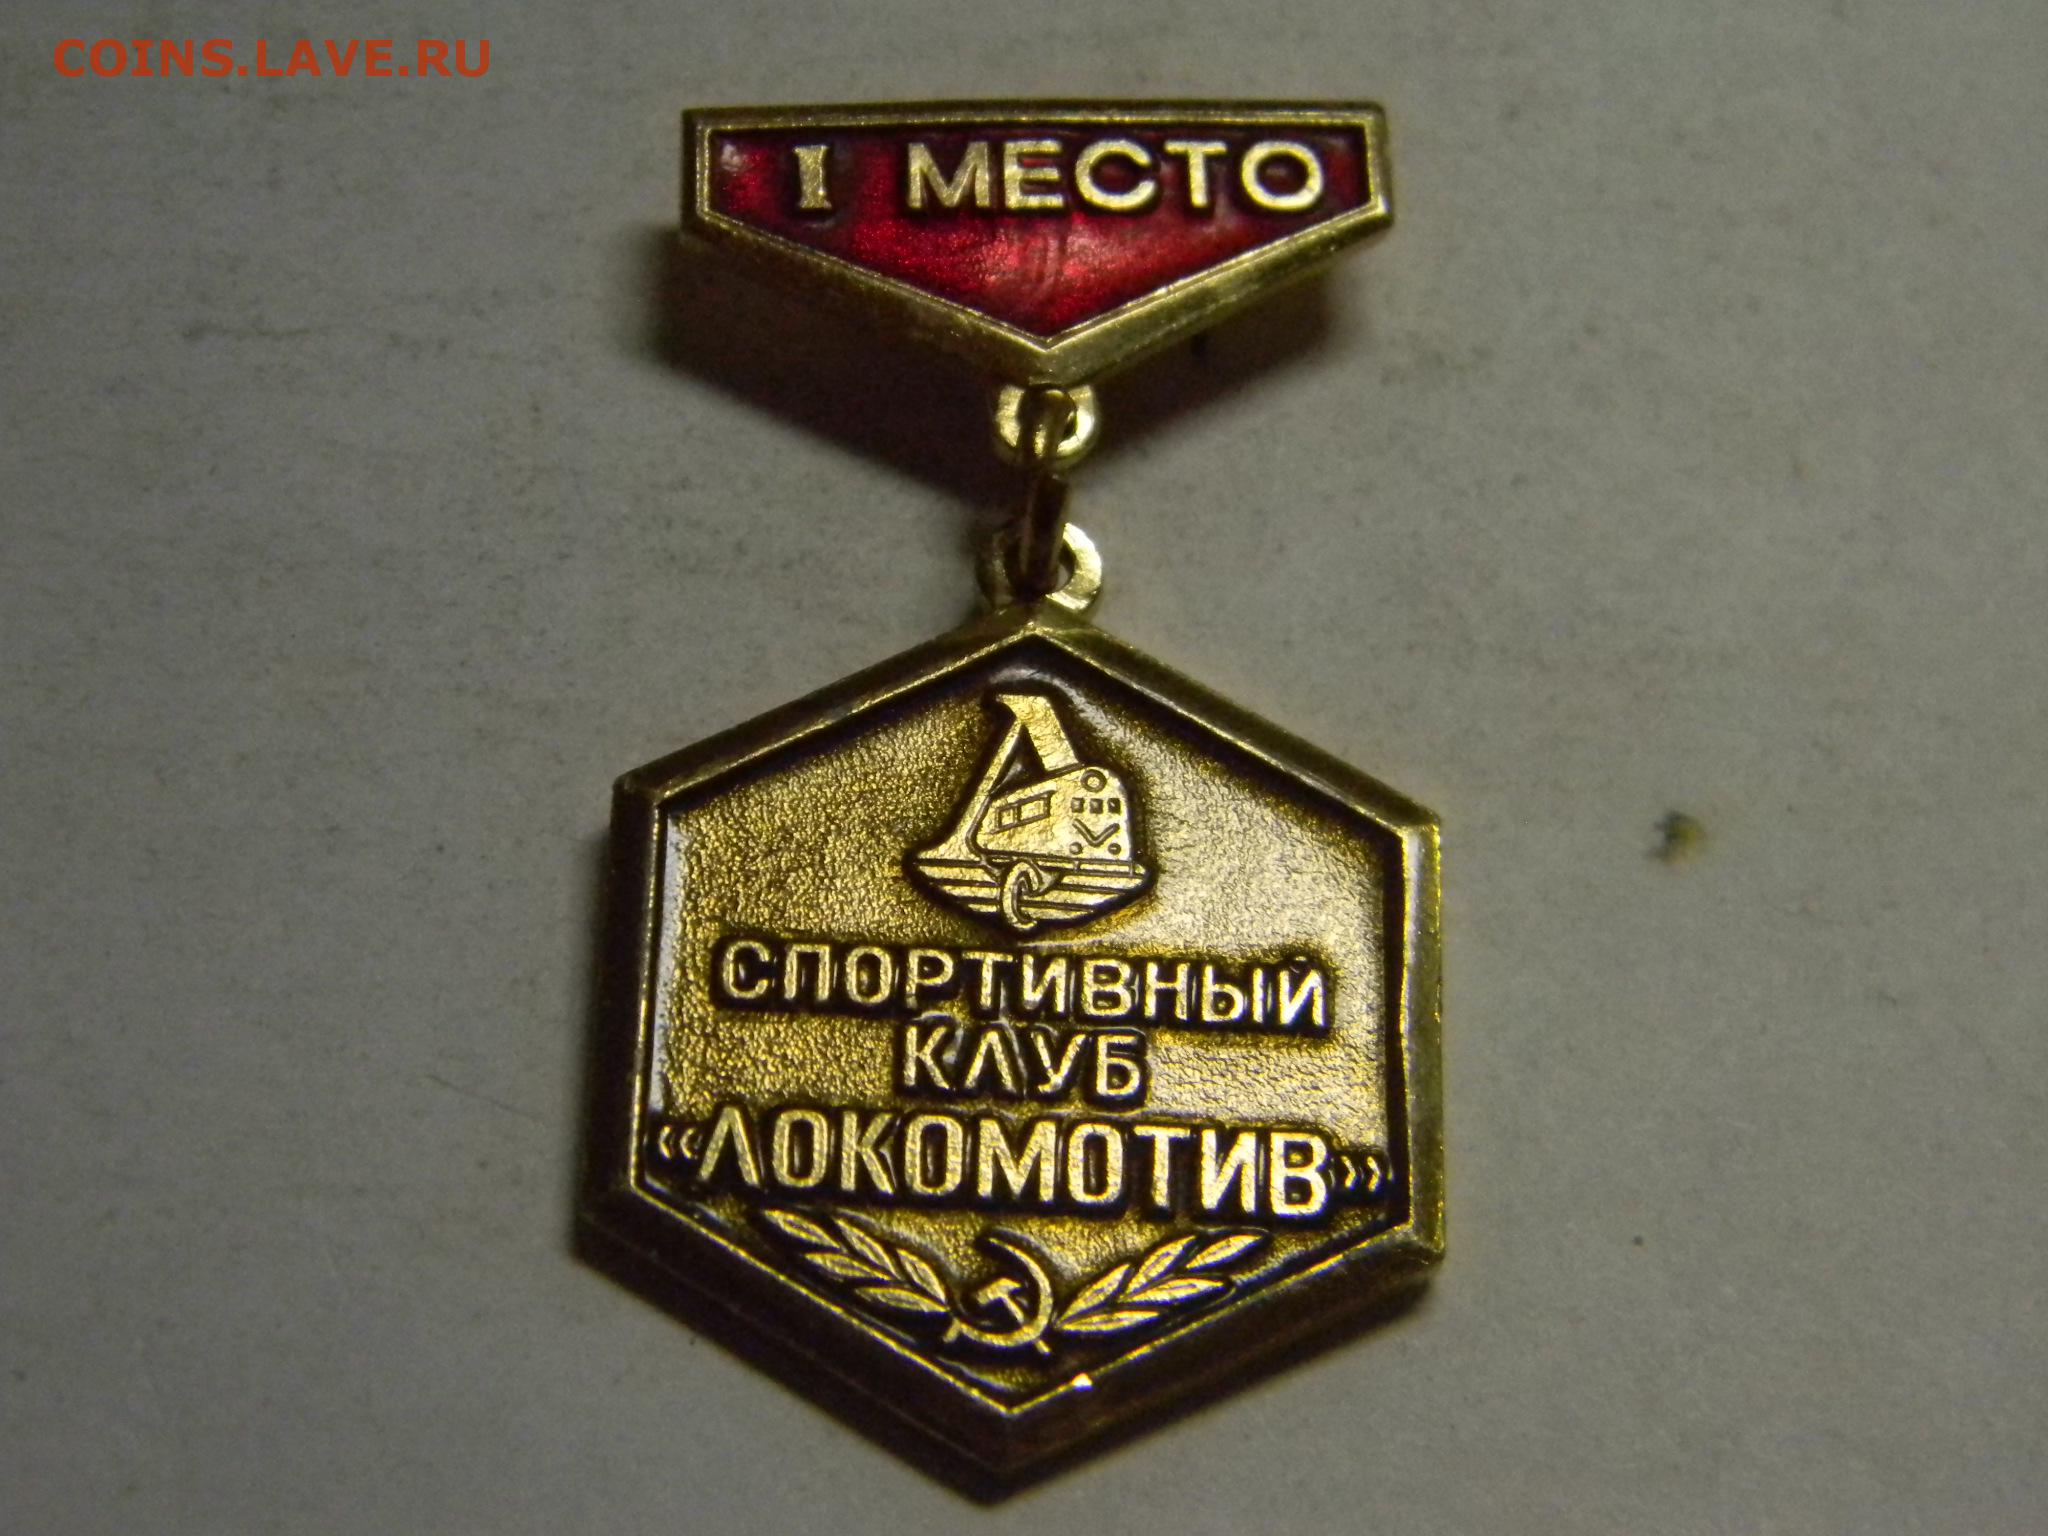 COINS.LAVE.RU
I МЕСТО
СПОРТИВНЫЙ
КЛУБ
«ЛОКОМОТИВ»